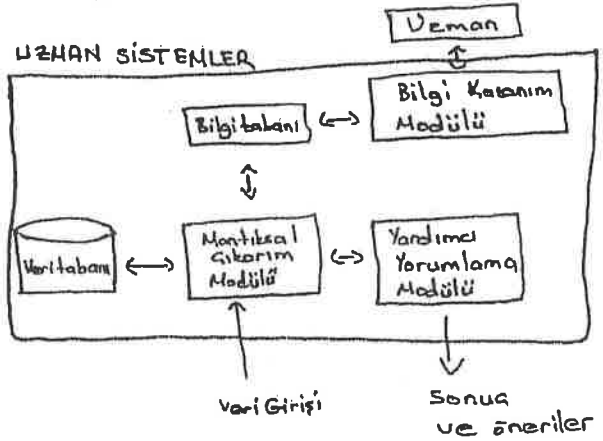 Uzman
UZMAN SİSTEMLER
Bilgi Kazanım
Modülü
Bilgitabanı
Mantıksal
Çıkarım
Modülü
Yardımcı
Yorumlama
Modülü
Veritabanı
Veri Girişi
Sonuç
ve öneriler